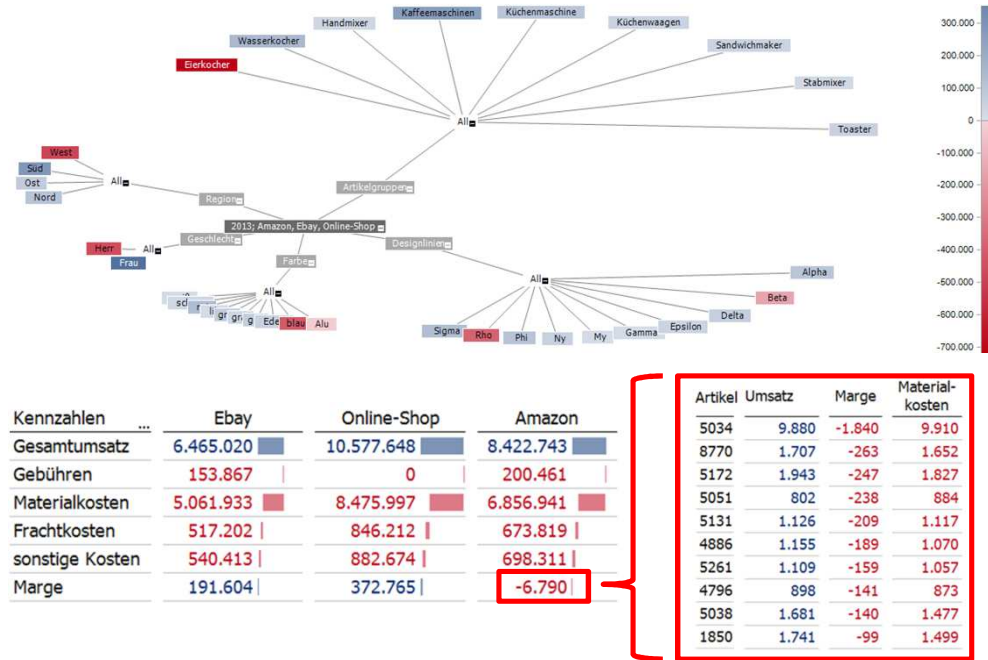 Kaffeemaschinen
Küchenmaschine
Handmixer
Küchenwaagen
Wasserkocher
Sandwichmaker
Eierkocher
Stabmixer
All
Toaster
300.000
200.000
100.000
0
-100.000
-200.000
-300.000
-400.000
-500.000
-600.000
-700.000
West
Süd
Ost
All
Nord
Region
Artikelgruppen
2013; Amazon, Ebay, Online-Shop
Geschlecht
Designlinien
Herr
All
Frau
Farbe
All
blau
Alu
All
Alpha
Beta
Delta
Epsilon
Gamma
My
Ny
Phi
Rho
Sigma
Kennzahlen ... Ebay Online-Shop Amazon
Gesamtumsatz 6.465.020 10.577.648 8.422.743
Gebühren 153.867 0 200.461
Materialkosten 5.061.933 8.475.997 6.856.941
Frachtkosten 517.202 846.212 673.819
sonstige Kosten 540.413 882.674 698.311
Marge 191.604 372.765 -6.790
Artikel Umsatz Marge Material-
kosten
5034 9.880 -1.840 9.910
8770 1.707 -263 1.652
5172 1.943 -247 1.827
5051 802 -238 884
5131 1.126 -209 1.117
4886 1.155 -189 1.070
5261 1.109 -159 1.057
4796 898 -141 873
5038 1.681 -140 1.477
1850 1.741 -99 1.499